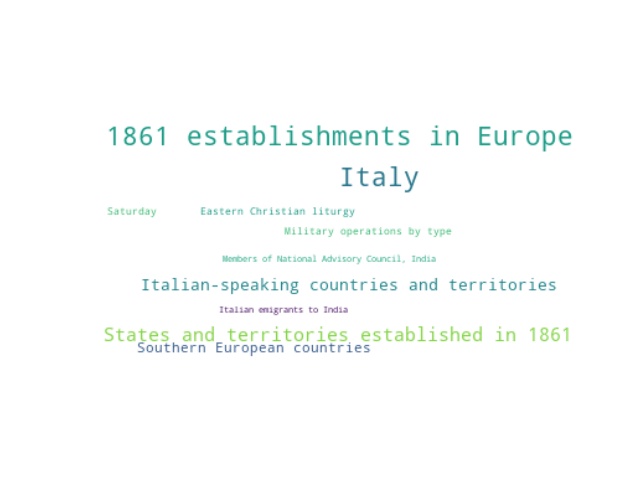 1861 establishments in Europe
Italy
Saturday
Eastern Christian liturgy
Military operations by type
Members of National Advisory Council, India
Italian-speaking countries and territories
Italian emigrants to India
States and territories established in 1861
Southern European countries